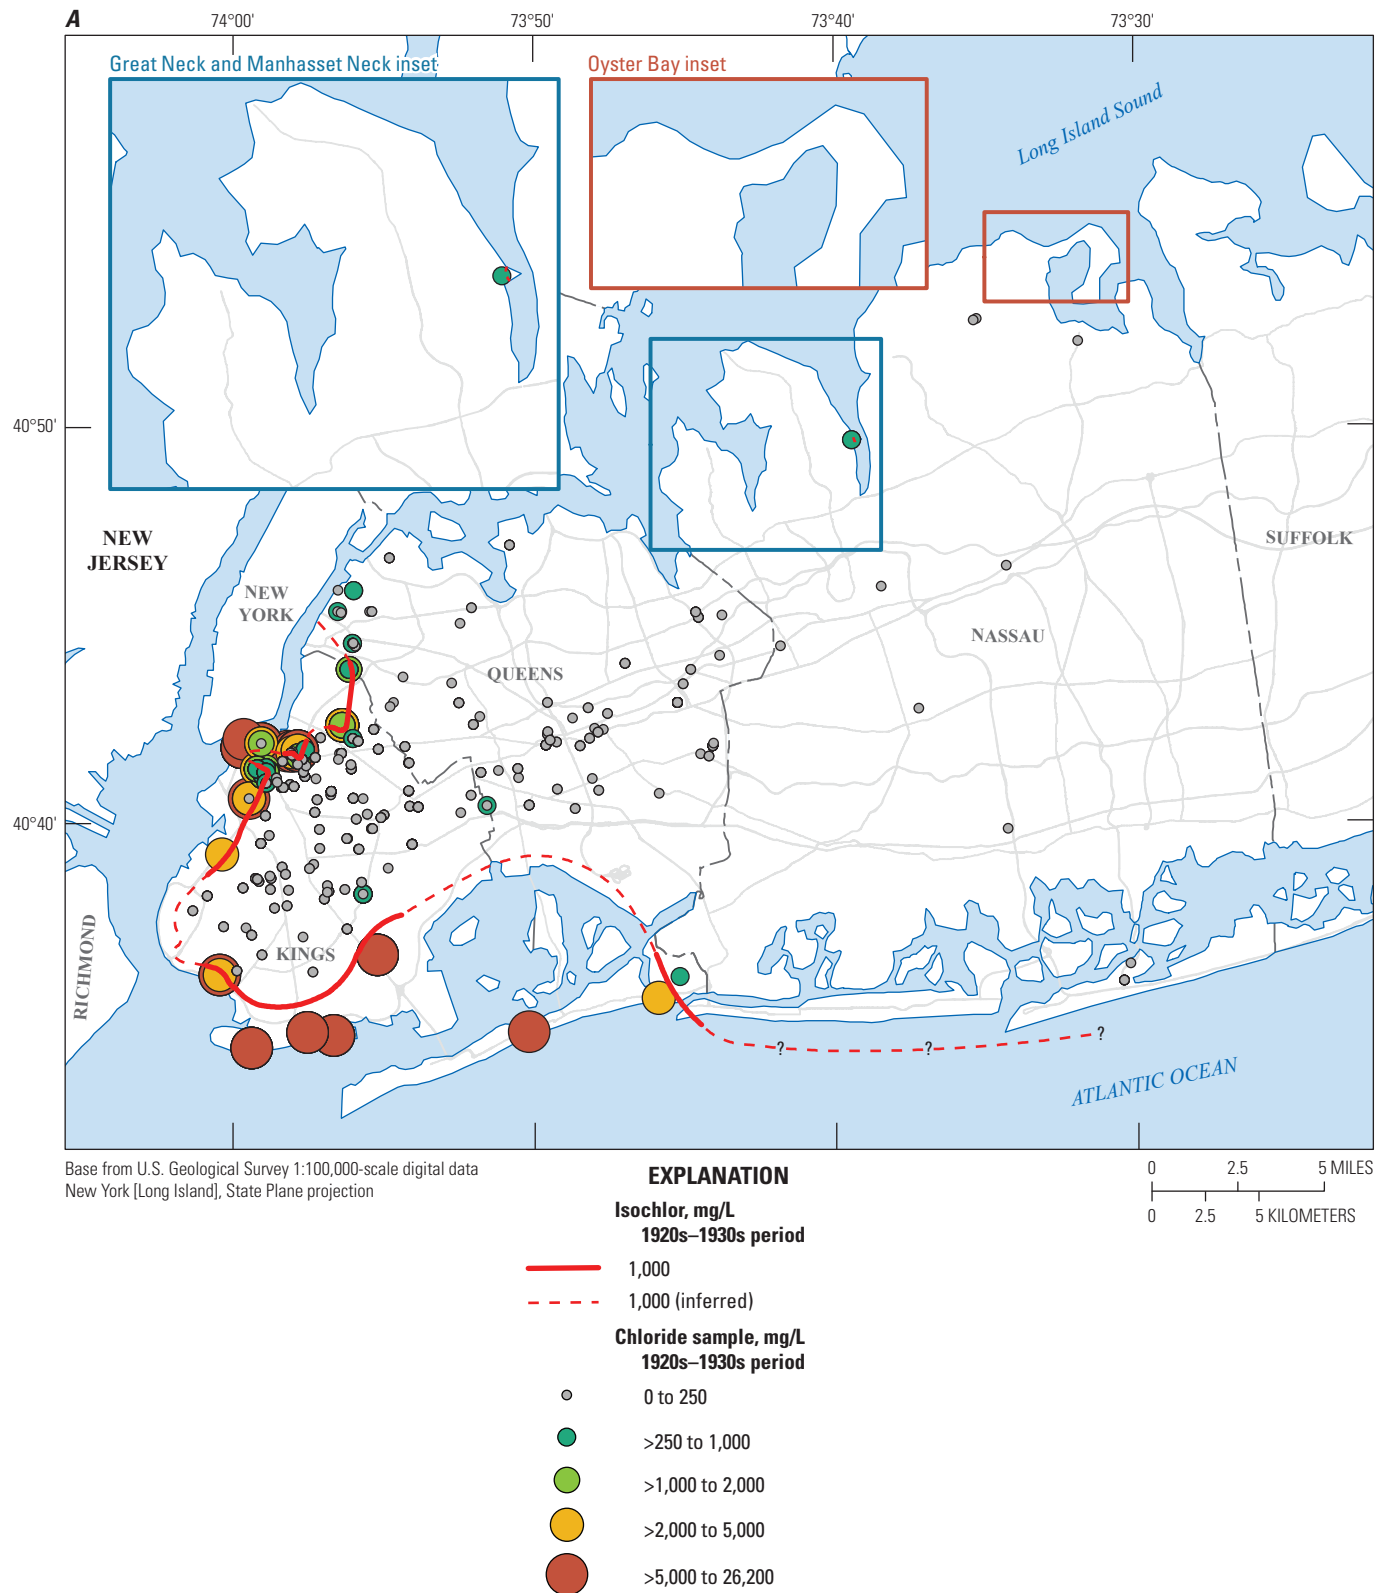 A
74°00'
73°50'
73°40'
73°30'
Great Neck and Manhasset Neck inset
Oyster Bay inset
Long Island Sound
40°50'
NEW
JERSEY
SUFFOLK
NEW
YORK
NASSAU
QUEENS
40°40'
RICHMOND
KINGS
?
?
?
ATLANTIC OCEAN
Base from U.S. Geological Survey 1:100,000-scale digital data
New York [Long Island], State Plane projection
0 2.5 5 MILES
0 2.5 5 KILOMETERS
EXPLANATION
Isochlor, mg/L
1920s–1930s period
1,000
1,000 (inferred)
Chloride sample, mg/L
1920s–1930s period
0 to 250
>250 to 1,000
>1,000 to 2,000
>2,000 to 5,000
>5,000 to 26,200